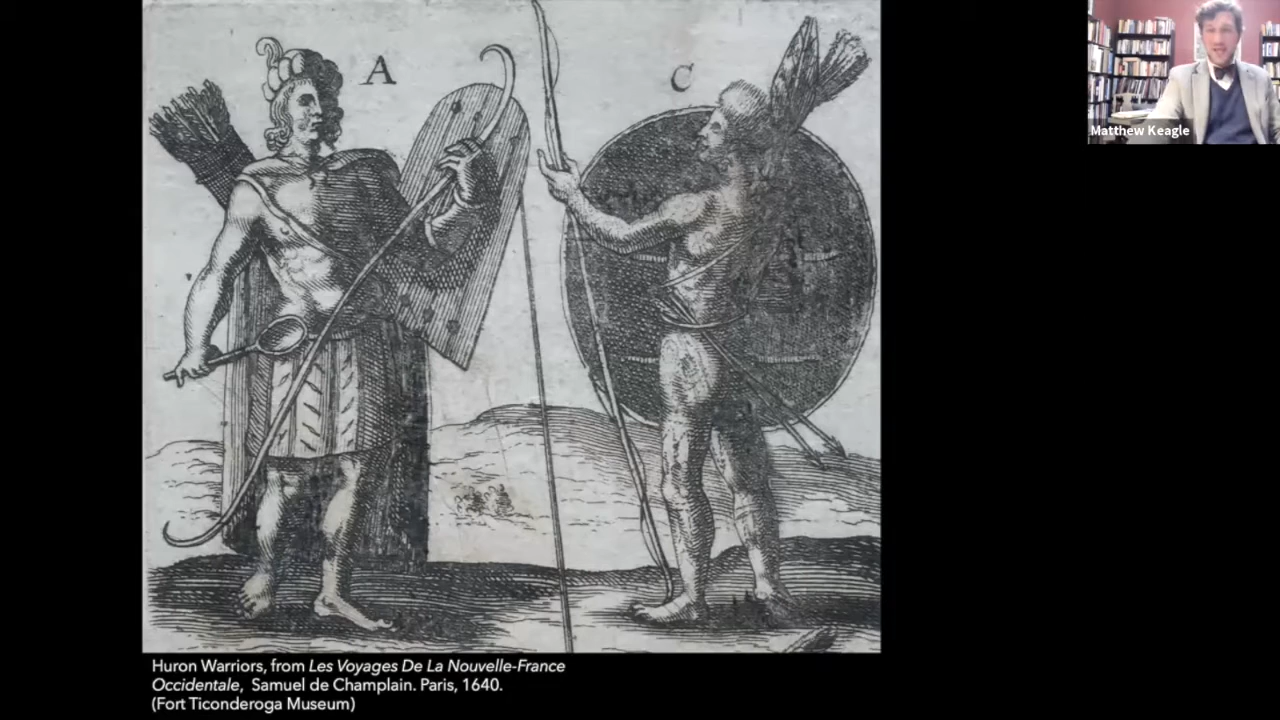 A
C
Matthew Keagle
Huron Warriors, from Les Voyages De La Nouvelle-France
Occidentale, Samuel de Champlain. Paris, 1640.
(Fort Ticonderoga Museum)